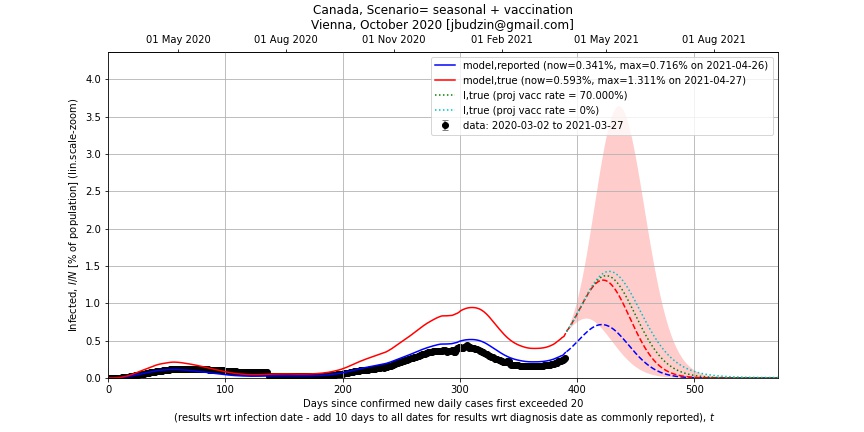 Canada, Scenario= seasonal + vaccination
Vienna, October 2020 [jbudzin@gmail.com]
01 May 2020 01 Aug 2020 01 Nov 2020 01 Feb 2021 01 May 2021 01 Aug 2021
model,reported (now=0.341%, max=0.716% on 2021-04-26)
model,true (now=0.593%, max=1.311% on 2021-04-27)
I,true (proj vacc rate = 70.000%)
I,true (proj vacc rate = 0%)
data: 2020-03-02 to 2021-03-27
Infected, I/N [% of population] (lin.scale-zoom)
4.0
3.5
3.0
2.5
2.0
1.5
1.0
0.5
0.0
0 100 200 300 400 500
Days since confirmed new daily cases first exceeded 20
(results wrt infection date - add 10 days to all dates for results wrt diagnosis date as commonly reported), t